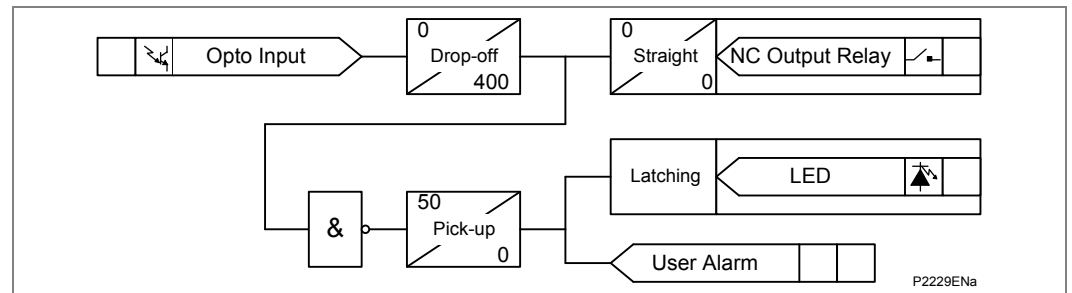 0
0
Opto Input
Drop-off
Straight
NC Output Relay
400
0
Latching
LED
50
&
Pick-up
0
User Alarm
P2229ENa